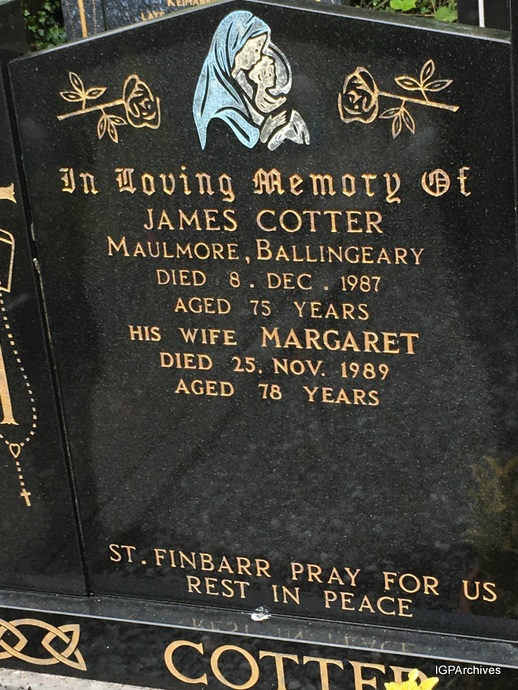 In Loving Memory Of
JAMES COTTER
MAULMORE, BALLINGEARY
DIED 8. DEC. 1987
AGED 75 YEARS
HIS WIFE MARGARET
DIED 25. NOV. 1989
AGED 78 YEARS
ST. FINBARR PRAY FOR US
REST IN PEACE
COTTER
IGPArchives